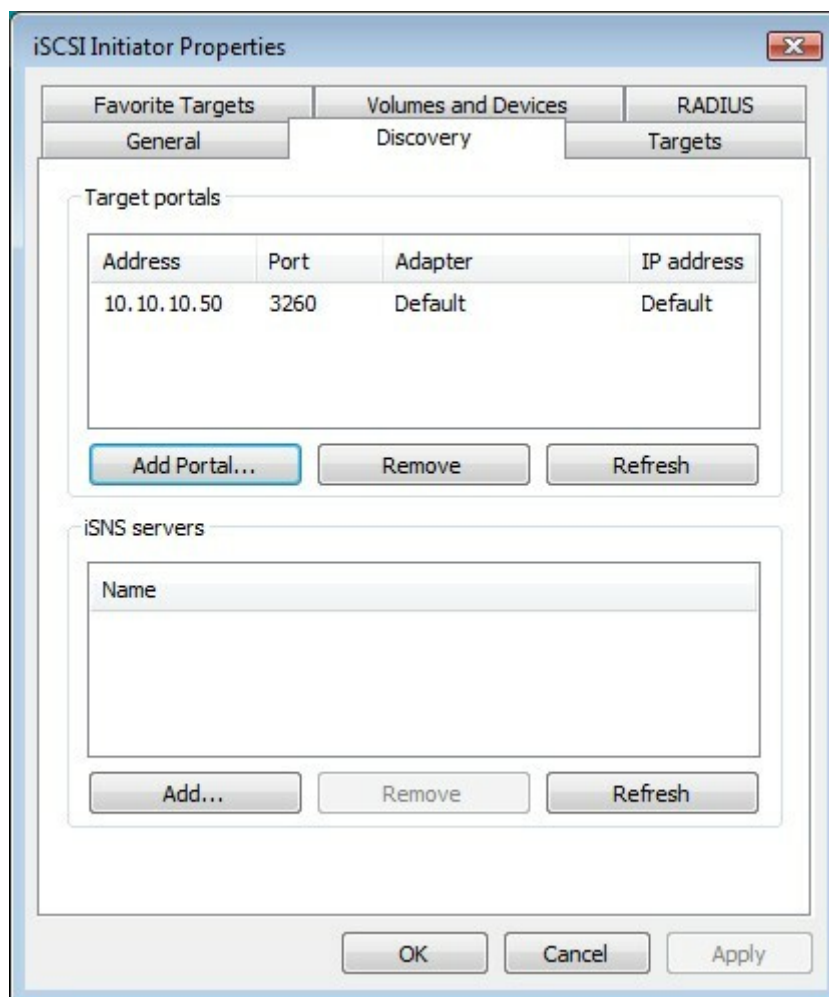 iSCSI Initiator Properties
Favorite Targets Volumes and Devices RADIUS
General Discovery Targets
Target portals
Address Port Adapter IP address
10.10.10.50 3260 Default Default
Add Portal... Remove Refresh
iSNS servers
Name
Add... Remove Refresh
OK Cancel Apply